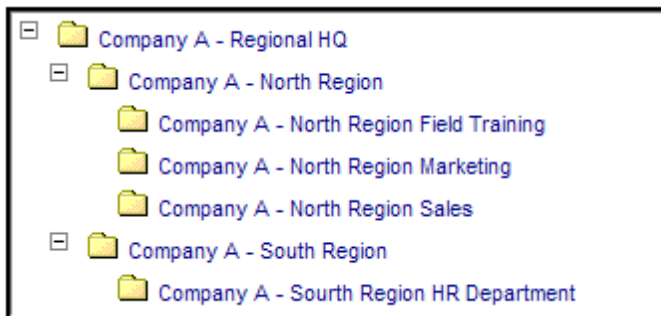 Company A - Regional HQ
Company A - North Region
Company A - North Region Field Training
Company A - North Region Marketing
Company A - North Region Sales
Company A - South Region
Company A - Sourth Region HR Department